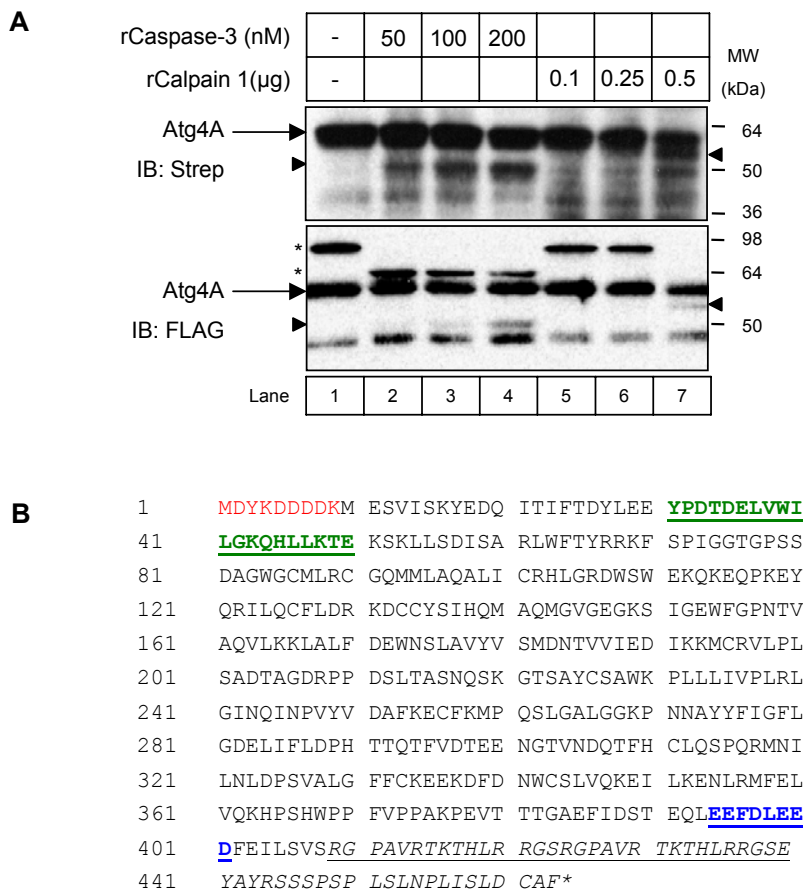 A
rCaspase-3 (nM) - 50 100 200
MW
rCalpain 1(µg) - 0.1 0.25 0.5
(kDa)
Atg4A 64
IB: Strep 50
36
* 98
* 64
Atg4A
IB: FLAG 50
Lane 1 2 3 4 5 6 7
B
1 MDYKDDDDKM ESVISKYEDQ ITIFTDYLEE YPDTDELVWI
41 LGKQHLLKTE KSKLLSDISA RLWFTYRRKF SPIGGTGPSS
81 DAGWGCMLRC GQMMLAQALI CRHLGRDWSW EKQKEQPKEY
121 QRILQCFLDR KDCCYSIHQM AQMGVGEGKS IGEWFGPNTV
161 AQVLKKLALF DEWNSLAVYV SMDNTVVIED IKKMCRVLPL
201 SADTAGDRPP DSLTASNQSK GTSAYCSAWK PLLLIVPLRL
241 GINQINPVYV DAFKECFKMP QSLGALGGKP NNAYYFIGFL
281 GDELIFLDPH TTQTFVDTEE NGTVNDQTFH CLQSPQRMNI
321 LNLDPSVALG FFCKEEKDFD NWCSLVQKEI LKENLRMFEL
361 VQKHPSHWPP FVPPAKPEVT TTGAEFIDST EQLEEFDLEE
401 DFEILSVSRG PAVRTKTHLR RGSRGPAVR TKTHLRRGSE
441 YAYRSSSPSP LSLNPLISLD CAF*